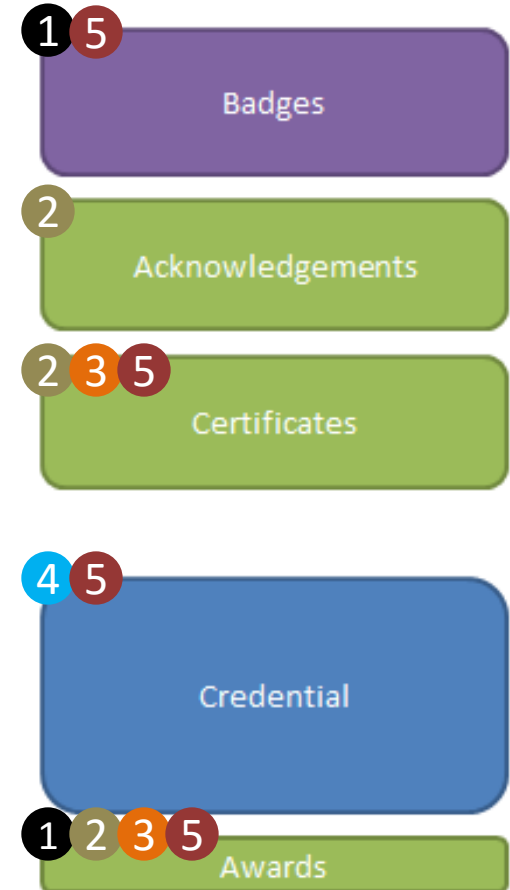 1 5
Badges
2
Acknowledgements
2 3 5
Certificates
4 5
Credential
1 2 3 5
Awards